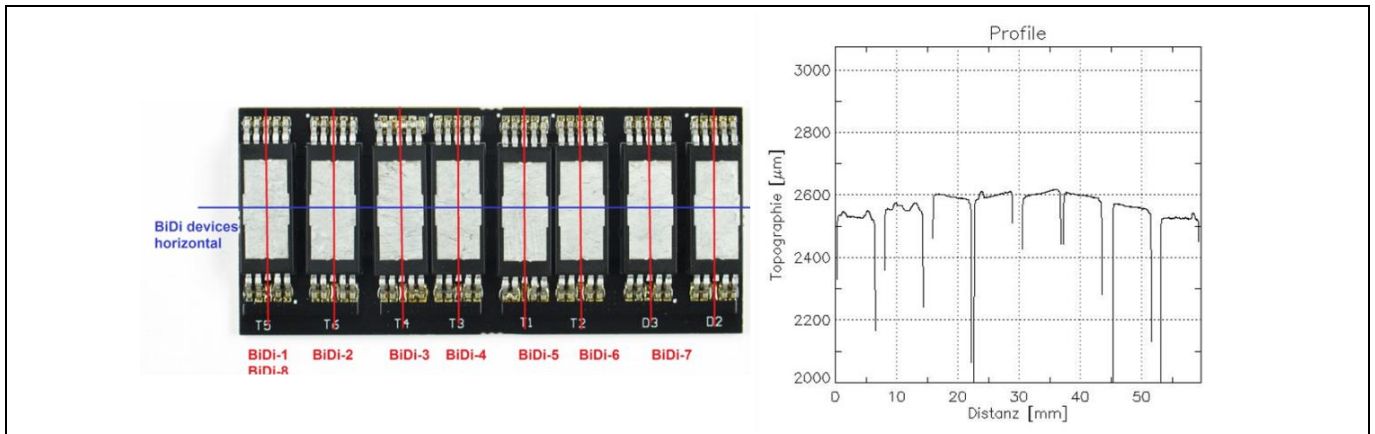 BiDi devices
horizontal
T5 T6 T4 T3 T1 T2 D3 D2
BiDi-1 BiDi-2 BiDi-3 BiDi-4 BiDi-5 BiDi-6 BiDi-7
BiDi-8
Profile
Topographie [µm]
3000
2800
2600
2400
2200
2000
0 10 20 30 40 50
Distanz [mm]